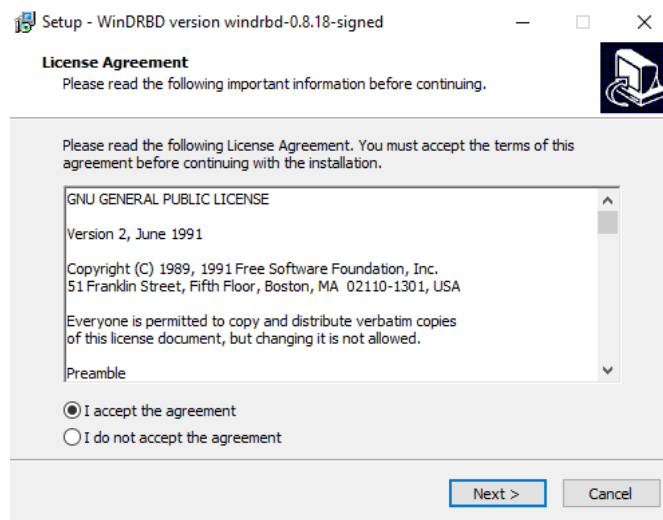 Setup - WinDRBD version windrbd-0.8.18-signed
License Agreement
Please read the following important information before continuing.
Please read the following License Agreement. You must accept the terms of this
agreement before continuing with the installation.
GNU GENERAL PUBLIC LICENSE
Version 2, June 1991
Copyright (C) 1989, 1991 Free Software Foundation, Inc.
51 Franklin Street, Fifth Floor, Boston, MA  02110-1301, USA
Everyone is permitted to copy and distribute verbatim copies
of this license document, but changing it is not allowed.
Preamble
I accept the agreement
I do not accept the agreement
Next >
Cancel